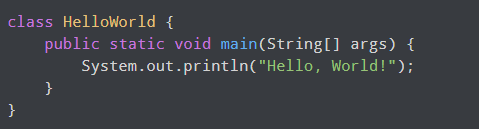 class HelloWorld {
    public static void main(String[] args) {
        System.out.println("Hello, World!");
    }
}